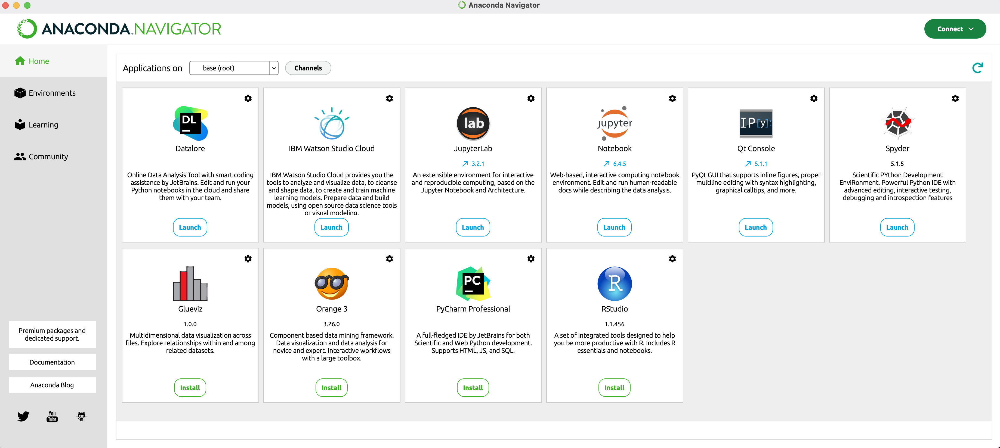 Anaconda Navigator
ANACONDA.NAVIGATOR
Connect
Home
Environments
Learning
Community
Premium packages and
dedicated support.
Documentation
Anaconda Blog
You
Tube
Applications on
base (root)
Channels
DL
Datalore
Online Data Analysis Tool with smart coding
assistance by JetBrains. Edit and run your
Python notebooks in the cloud and share
them with your team.
Launch
IBM Watson Studio Cloud
IBM Watson Studio Cloud provides you the
tools to analyze and visualize data, to cleanse
and shape data, to create and train machine
learning models. Prepare data and build
models, using open source data science tools
or visual modeling.
Launch
lab
JupyterLab
3.2.1
An extensible environment for interactive
and reproducible computing, based on the
Jupyter Notebook and Architecture.
Launch
jupyter
Notebook
6.4.5
Web-based, interactive computing notebook
environment. Edit and run human-readable
docs while describing the data analysis.
Launch
IP[y]:
Qt Console
5.1.1
PyQt GUI that supports inline figures, proper
multiline editing with syntax highlighting,
graphical calltips, and more.
Launch
Spyder
5.1.5
Scientific PYthon Development
EnviRonment. Powerful Python IDE with
advanced editing, interactive testing,
debugging and introspection features
Launch
Glueviz
1.0.0
Multidimensional data visualization across
files. Explore relationships within and among
related datasets.
Install
Orange 3
3.26.0
Component based data mining framework.
Data visualization and data analysis for
novice and expert. Interactive workflows
with a large toolbox.
Install
PC
PyCharm Professional
A full-fledged IDE by JetBrains for both
Scientific and Web Python development.
Supports HTML, JS, and SQL.
Install
R
RStudio
1.1.456
A set of integrated tools designed to help
you be more productive with R. Includes R
essentials and notebooks.
Install